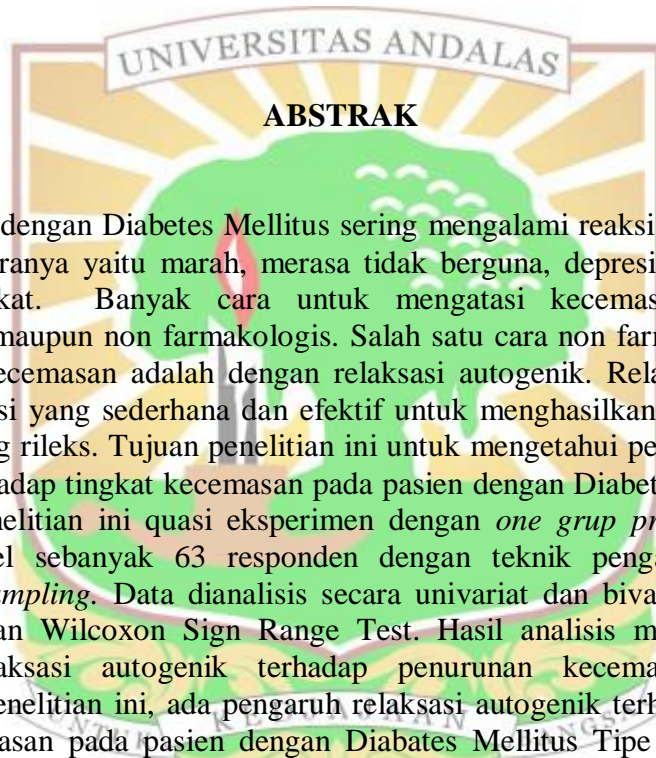 UNIVERSITAS ANDALAS
ABSTRAK
dengan Diabetes Mellitus sering mengalami reaksi
ranya yaitu marah, merasa tidak berguna, depresi
kat. Banyak cara untuk mengatasi kecemas
maupun non farmakologis. Salah satu cara non farm
ecemasan adalah dengan relaksasi autogenik. Rela
si yang sederhana dan efektif untuk menghasilkan
g rileks. Tujuan penelitian ini untuk mengetahui pe
adap tingkat kecemasan pada pasien dengan Diabet
nelitian ini quasi eksperimen dengan one grup pr
el sebanyak 63 responden dengan teknik penga
mpling. Data dianalisis secara univariat dan biva
an Wilcoxon Sign Range Test. Hasil analisis m
aksasi autogenik terhadap penurunan kecema
enelitian ini, ada pengaruh relaksasi autogenik terh
asan pada pasien dengan Diabates Mellitus Tipe
UNTUK KEDJAJAAN BANGSA